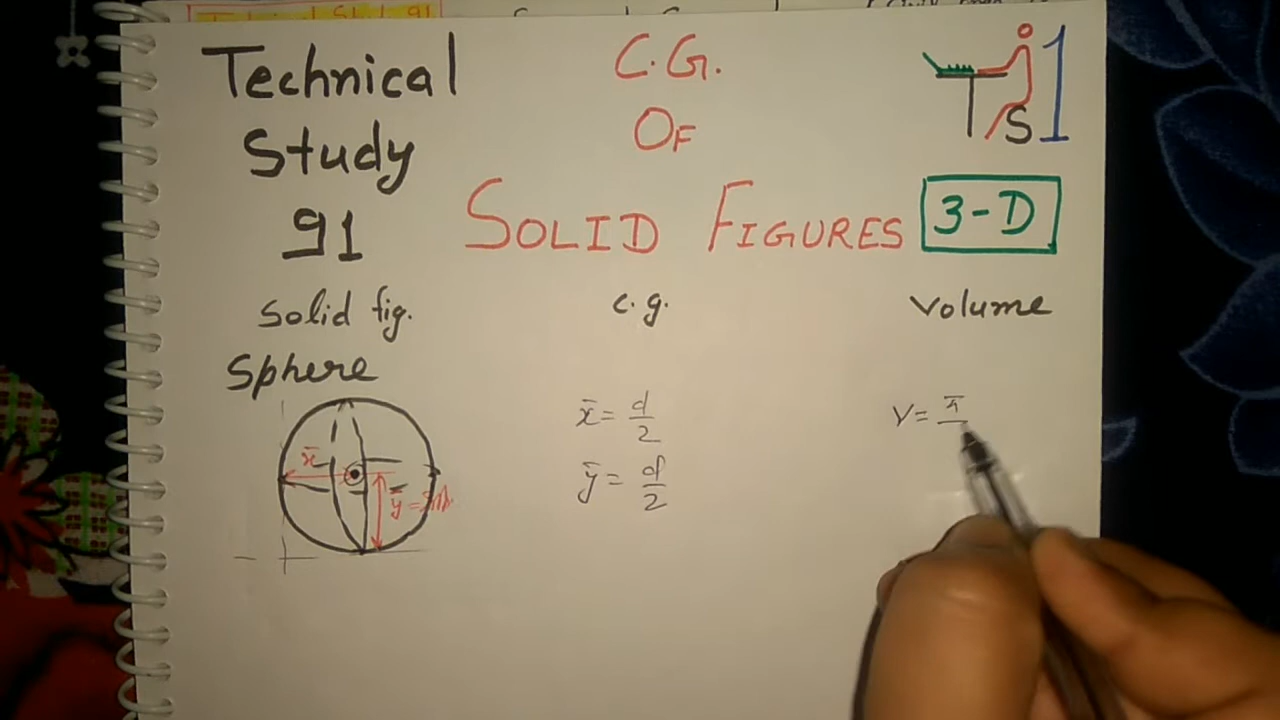 Technical
Study
91
C.G.
OF
SOLID FIGURES
3-D
TS1
Solid fig.
C.g.
Volume
Sphere
x̄ = d/2
ȳ = d/2
V = π
x̄
ȳ =